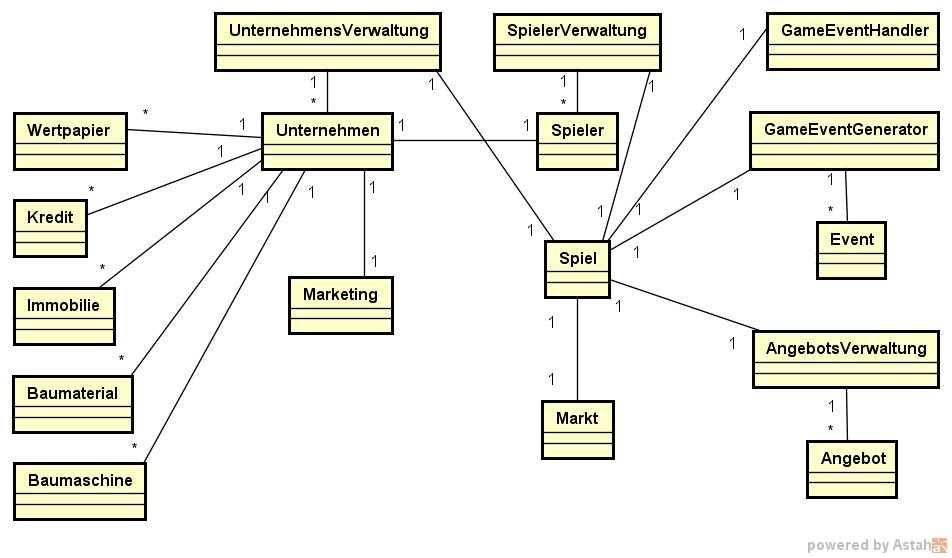 UnternehmensVerwaltung
SpielerVerwaltung
GameEventHandler
1
1
1
1
1
*
*
Wertpapier
*
1
Unternehmen
1
1
Spieler
GameEventGenerator
1
Kredit
*
1
1
1
1
1
1
*
1
1
1
1
Event
Spiel
Immobilie
*
Marketing
1
1
1
1
AngebotsVerwaltung
Baumaterial
*
1
1
*
Markt
Angebot
Baumaschine
*
powered by Astah